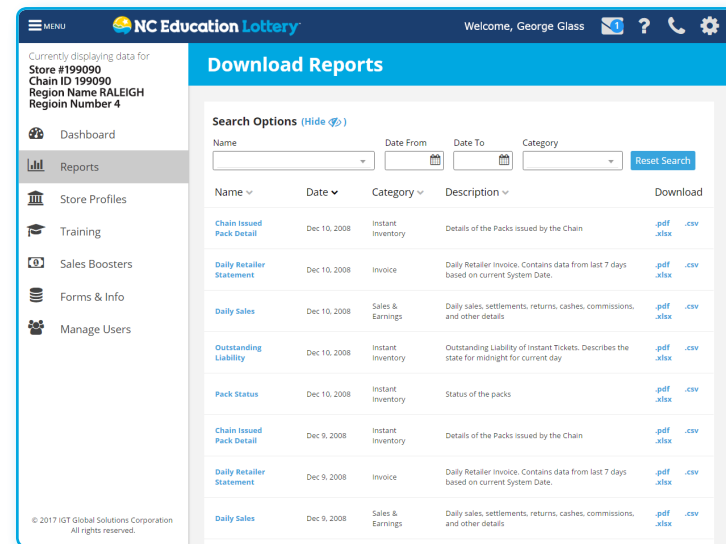 MENU
NC Education Lottery
Welcome, George Glass
1
?
Currently displaying data for
Store #199090
Chain ID 199090
Region Name RALEIGH
Regioin Number 4
Dashboard
Reports
Store Profiles
Training
Sales Boosters
Forms & Info
Manage Users
© 2017 IGT Global Solutions Corporation
All rights reserved.
Download Reports
Search Options (Hide )
Name Date From Date To Category
Reset Search
Name Date Category Description Download
Chain Issued Pack Detail Dec 10, 2008 Instant Inventory Details of the Packs issued by the Chain .pdf .csv .xlsx
Daily Retailer Statement Dec 10, 2008 Invoice Daily Retailer Invoice. Contains data from last 7 days based on current System Date. .pdf .csv .xlsx
Daily Sales Dec 10, 2008 Sales & Earnings Daily sales, settlements, returns, cashes, commissions, and other details .pdf .csv .xlsx
Outstanding Liability Dec 10, 2008 Instant Inventory Outstanding Liability of Instant Tickets. Describes the state for midnight for current day .pdf .csv .xlsx
Pack Status Dec 10, 2008 Instant Inventory Status of the packs .pdf .csv .xlsx
Chain Issued Pack Detail Dec 9, 2008 Instant Inventory Details of the Packs issued by the Chain .pdf .csv .xlsx
Daily Retailer Statement Dec 9, 2008 Invoice Daily Retailer Invoice. Contains data from last 7 days based on current System Date. .pdf .csv .xlsx
Daily Sales Dec 9, 2008 Sales & Earnings Daily sales, settlements, returns, cashes, commissions, and other details .pdf .csv .xlsx